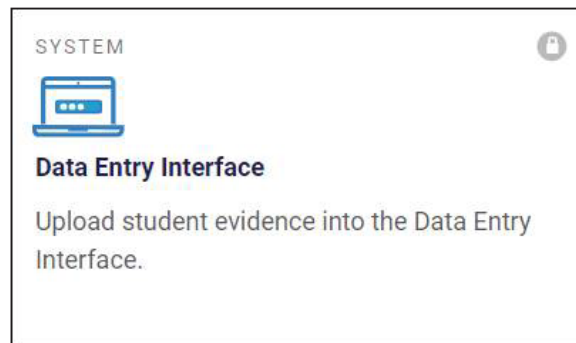 SYSTEM
Data Entry Interface
Upload student evidence into the Data Entry
Interface.